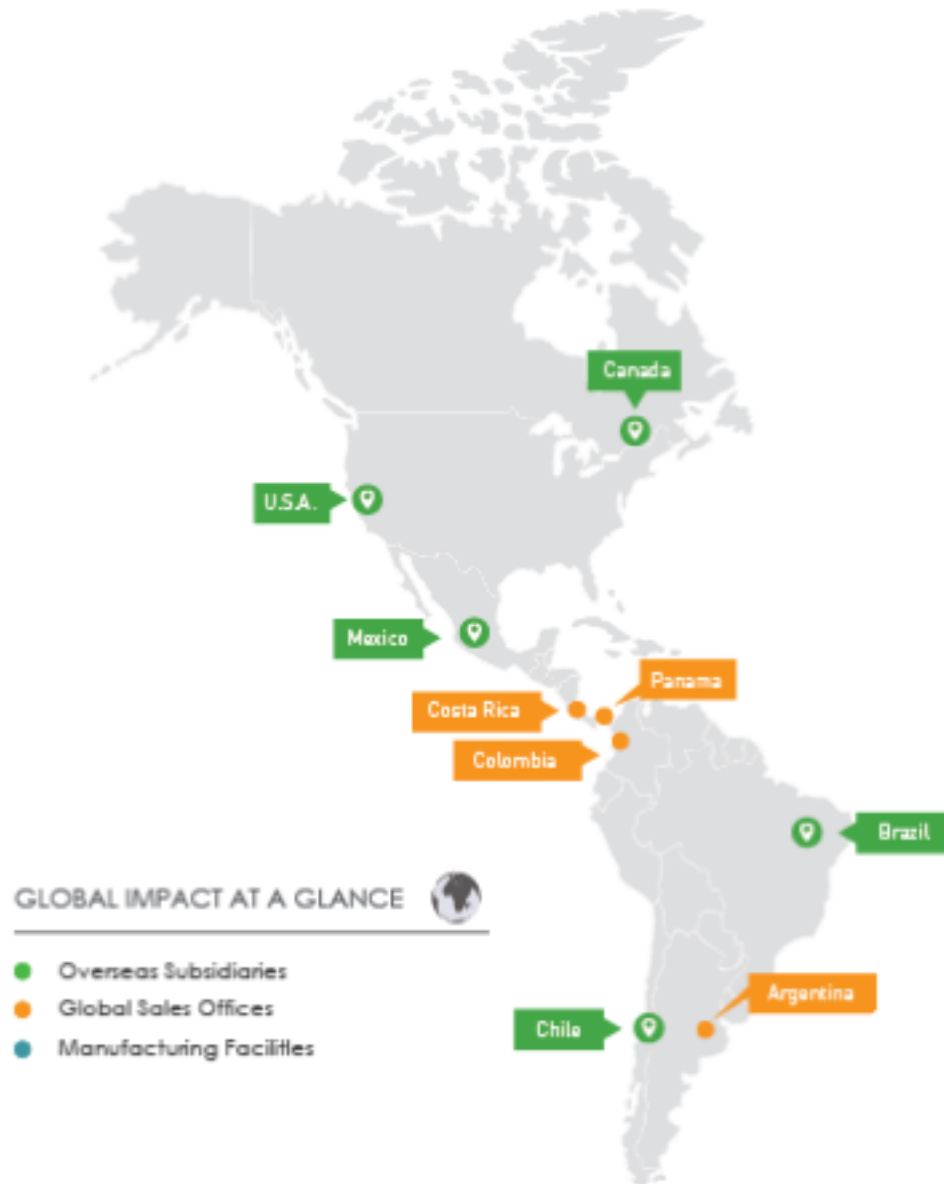 Canada
U.S.A.
Mexico
Panama
Costa Rica
Colombia
Brazil
GLOBAL IMPACT AT A GLANCE
Overseas Subsidiaries
Global Sales Offices
Manufacturing Facilities
Argentina
Chile